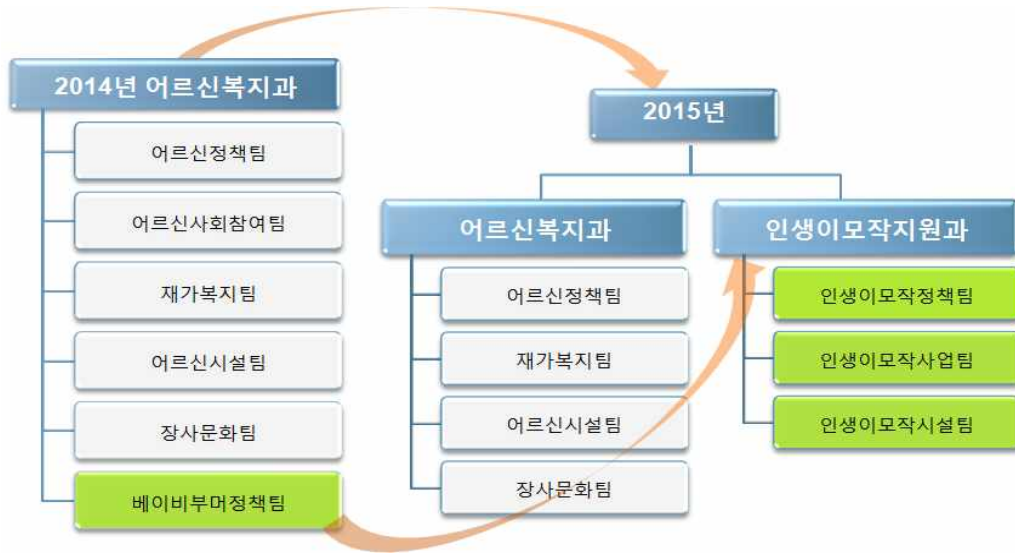 2014년 어르신복지과
어르신정책팀
어르신사회참여팀
재가복지팀
어르신시설팀
장사문화팀
베이비부머정책팀
2015년
어르신복지과
어르신정책팀
재가복지팀
어르신시설팀
장사문화팀
인생이모작지원과
인생이모작정책팀
인생이모작사업팀
인생이모작시설팀